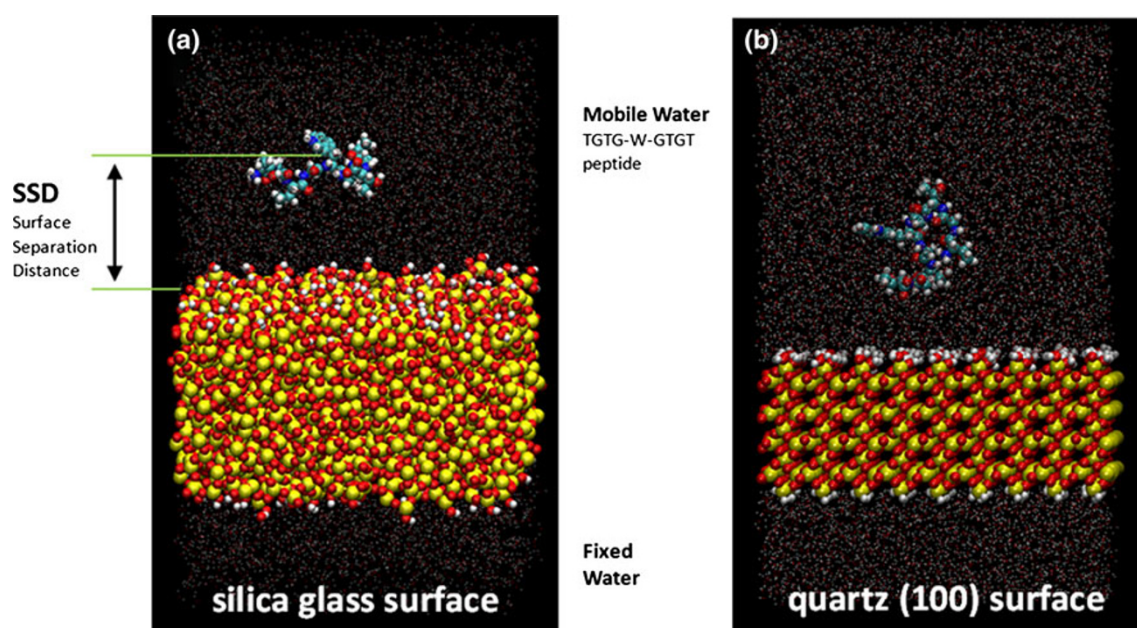 (a)
SSD
Surface
Separation
Distance
silica glass surface
Mobile Water
TGTG-W-GTGT
peptide
Fixed
Water
(b)
quartz (100) surface